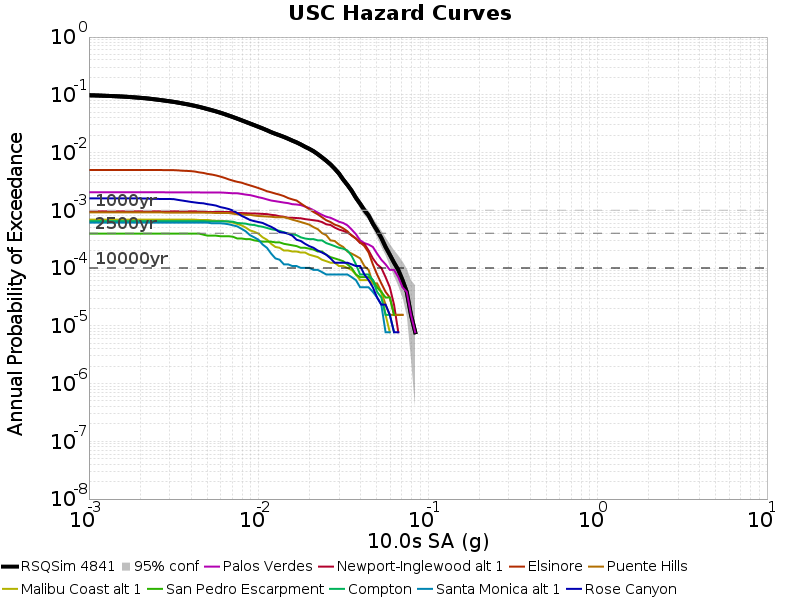 USC Hazard Curves
Annual Probability of Exceedance
10^0
10^-1
10^-2
10^-3
10^-4
10^-5
10^-6
10^-7
10^-8
1000yr
2500yr
10000yr
10^-3 10^-2 10^-1 10^0 10^1
10.0s SA (g)
RSQSim 4841 95% conf Palos Verdes Newport-Inglewood alt 1 Elsinore Puente Hills
Malibu Coast alt 1 San Pedro Escarpment Compton Santa Monica alt 1 Rose Canyon